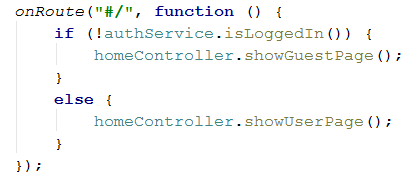 onRoute("#/", function () {
    if (!authService.isLoggedIn()) {
        homeController.showGuestPage();
    }
    else {
        homeController.showUserPage();
    }
});